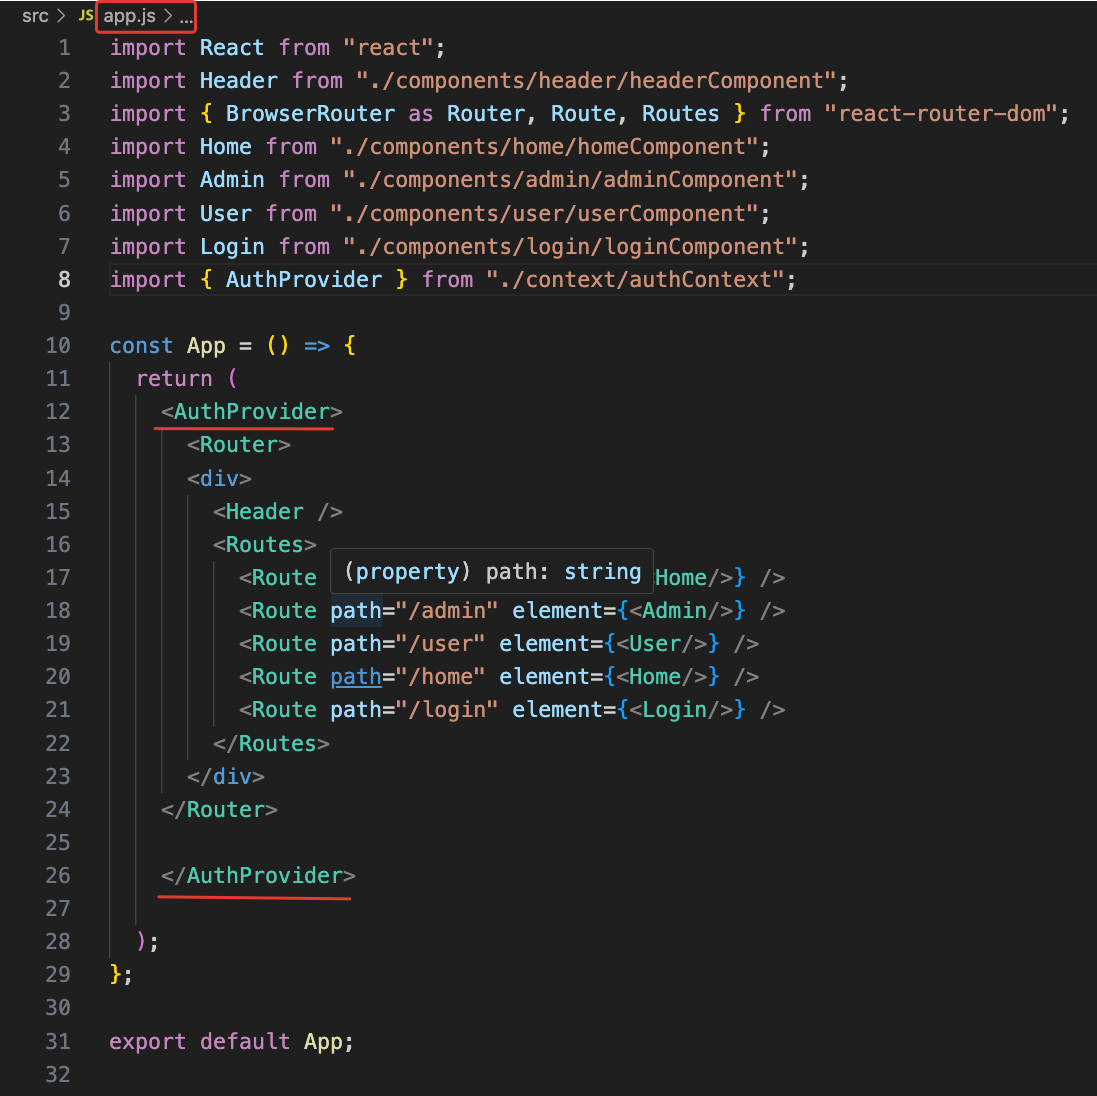 src > JS app.js > ...
1 import React from "react";
2 import Header from "./components/header/headerComponent";
3 import { BrowserRouter as Router, Route, Routes } from "react-router-dom";
4 import Home from "./components/home/homeComponent";
5 import Admin from "./components/admin/adminComponent";
6 import User from "./components/user/userComponent";
7 import Login from "./components/login/loginComponent";
8 import { AuthProvider } from "./context/authContext";
9
10 const App = () => {
11 return (
12 <AuthProvider>
13 <Router>
14 <div>
15 <Header />
16 <Routes>
(property) path: string
17 <Route Home/>} />
18 <Route path="/admin" element={<Admin/>} />
19 <Route path="/user" element={<User/>} />
20 <Route path="/home" element={<Home/>} />
21 <Route path="/login" element={<Login/>} />
22 </Routes>
23 </div>
24 </Router>
25
26 </AuthProvider>
27
28 );
29 };
30
31 export default App;
32